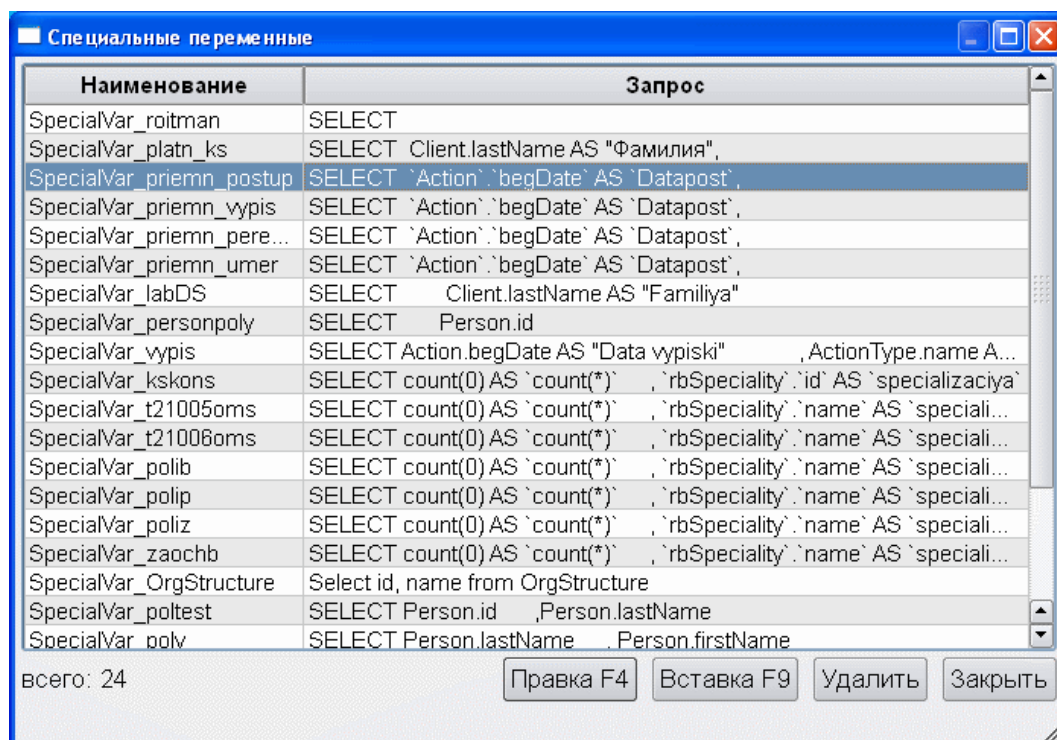 Специальные переменные
Наименование Запрос
SpecialVar_roitman SELECT
SpecialVar_platn_ks SELECT Client.lastName AS "Фамилия",
SpecialVar_priemn_postup SELECT `Action`.`begDate` AS `Datapost`,
SpecialVar_priemn_vypis SELECT `Action`.`begDate` AS `Datapost`,
SpecialVar_priemn_pere... SELECT `Action`.`begDate` AS `Datapost`,
SpecialVar_priemn_umer SELECT `Action`.`begDate` AS `Datapost`,
SpecialVar_labDS SELECT Client.lastName AS "Familiya"
SpecialVar_personpoly SELECT Person.id
SpecialVar_vypis SELECT Action.begDate AS "Data vypiski" , ActionType.name A...
SpecialVar_kskons SELECT count(0) AS `count(*)` , `rbSpeciality`.`id` AS `specializaciya`
SpecialVar_t21005oms SELECT count(0) AS `count(*)` , `rbSpeciality`.`name` AS `speciali...
SpecialVar_t21006oms SELECT count(0) AS `count(*)` , `rbSpeciality`.`name` AS `speciali...
SpecialVar_polib SELECT count(0) AS `count(*)` , `rbSpeciality`.`name` AS `speciali...
SpecialVar_polip SELECT count(0) AS `count(*)` , `rbSpeciality`.`name` AS `speciali...
SpecialVar_poliz SELECT count(0) AS `count(*)` , `rbSpeciality`.`name` AS `speciali...
SpecialVar_zaochb SELECT count(0) AS `count(*)` , `rbSpeciality`.`name` AS `speciali...
SpecialVar_OrgStructure Select id, name from OrgStructure
SpecialVar_poltest SELECT Person.id ,Person.lastName
SpecialVar_poly SELECT Person.lastName , Person.firstName
всего: 24 Правка F4 Вставка F9 Удалить Закрыть